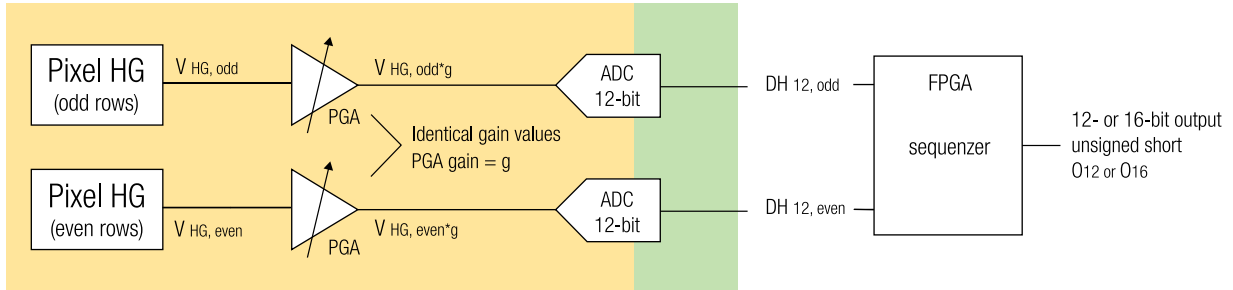 Pixel HG
(odd rows)
V HG, odd
PGA
V HG, odd*g
ADC
12-bit
DH 12, odd
FPGA
sequenzer
12- or 16-bit output
unsigned short
O12 or O16
Identical gain values
PGA gain = g
Pixel HG
(even rows)
V HG, even
PGA
V HG, even*g
ADC
12-bit
DH 12, even